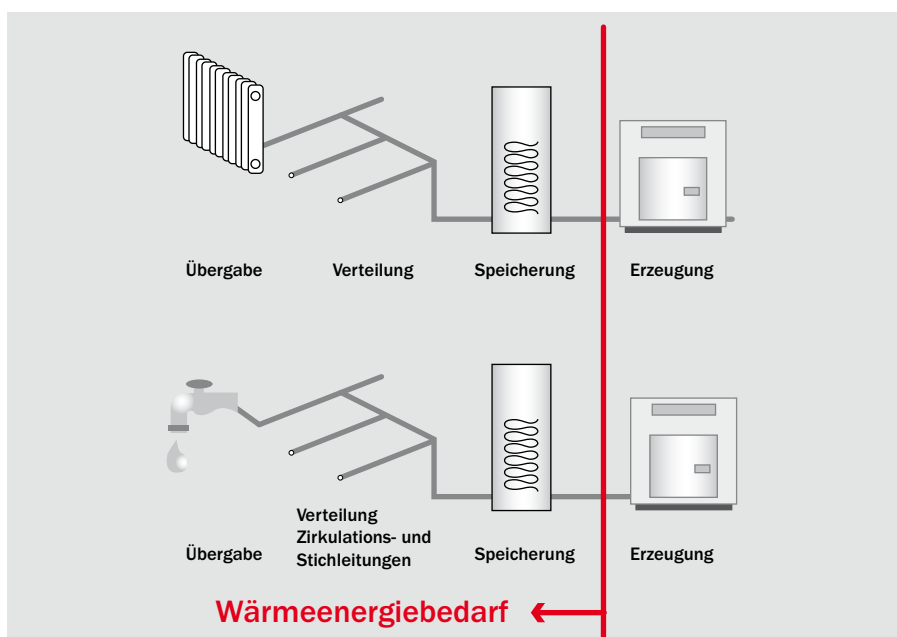 Übergabe
Verteilung
Speicherung
Erzeugung
Übergabe
Verteilung
Zirkulations- und
Stichleitungen
Speicherung
Erzeugung
Wärmeenergiebedarf